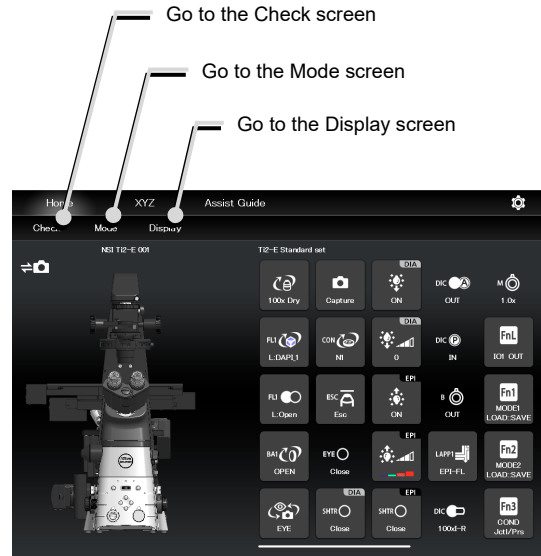 Go to the Check screen
Go to the Mode screen
Go to the Display screen
Home XYZ Assist Guide
Check Mode Display
NSI Ti2-E 001 Ti2-E Standard set
DIA
100x Dry Capture ON DIC A OUT M 1.0x
DIA
FL1 L:DAPI_1 CON N1 0 DIC P IN FnL IO1 OUT
EPI
FL1 L:Open ESC Esc ON B OUT Fn1 MODE1 LOAD:SAVE
EPI
BA1 OPEN EYE Close LAPP1 EPI-FL Fn2 MODE2 LOAD:SAVE
DIA EPI
EYE SHTR Close SHTR Close DIC 100xI-R Fn3 COND Jctl/Prs